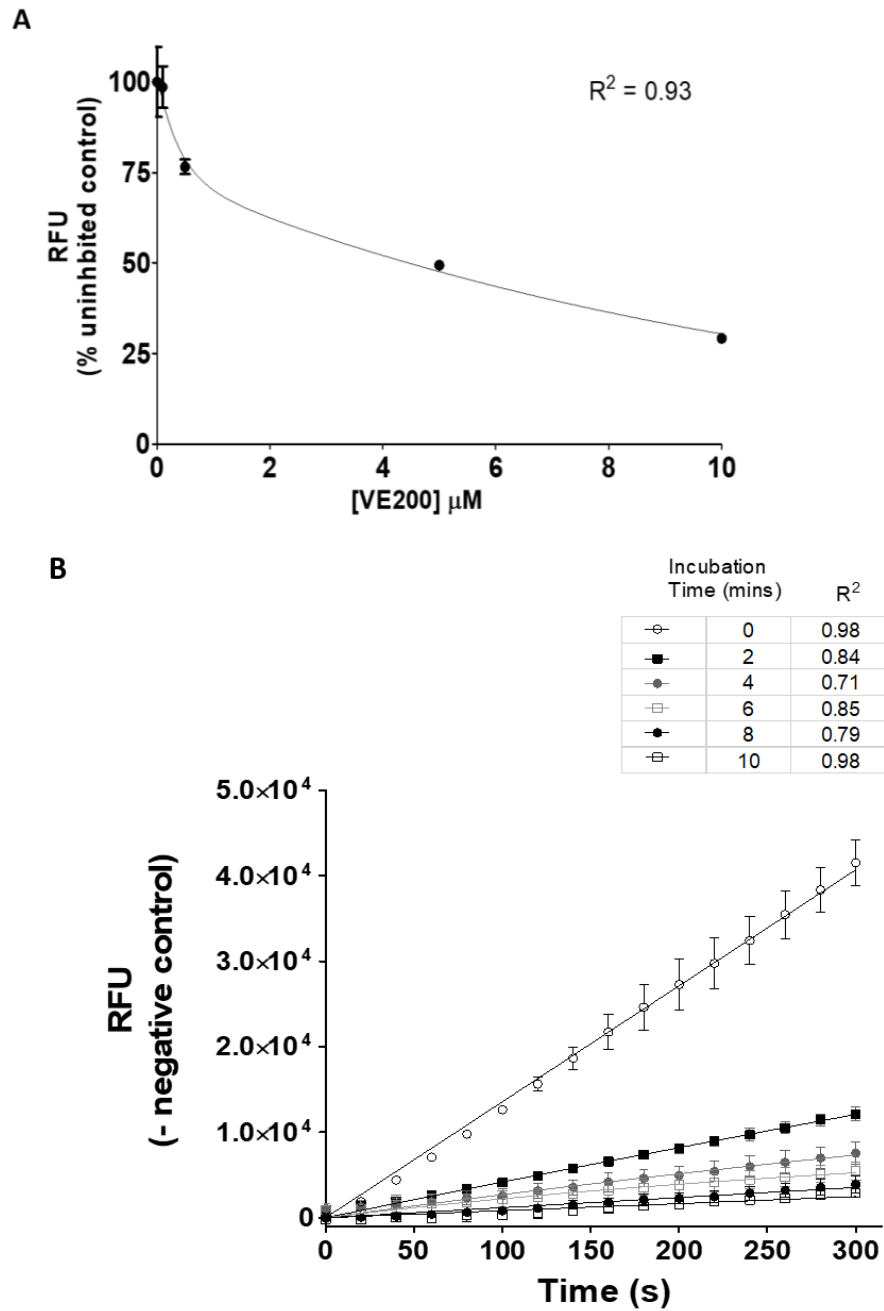 A
R² = 0.93
RFU
(% uninhbited control)
100
75
50
25
0
0 2 4 6 8 10
[VE200] μM
B
Incubation
Time (mins) R²
0 0.98
2 0.84
4 0.71
6 0.85
8 0.79
10 0.98
RFU
(- negative control)
5.0×10⁴
4.0×10⁴
3.0×10⁴
2.0×10⁴
1.0×10⁴
0
0 50 100 150 200 250 300
Time (s)